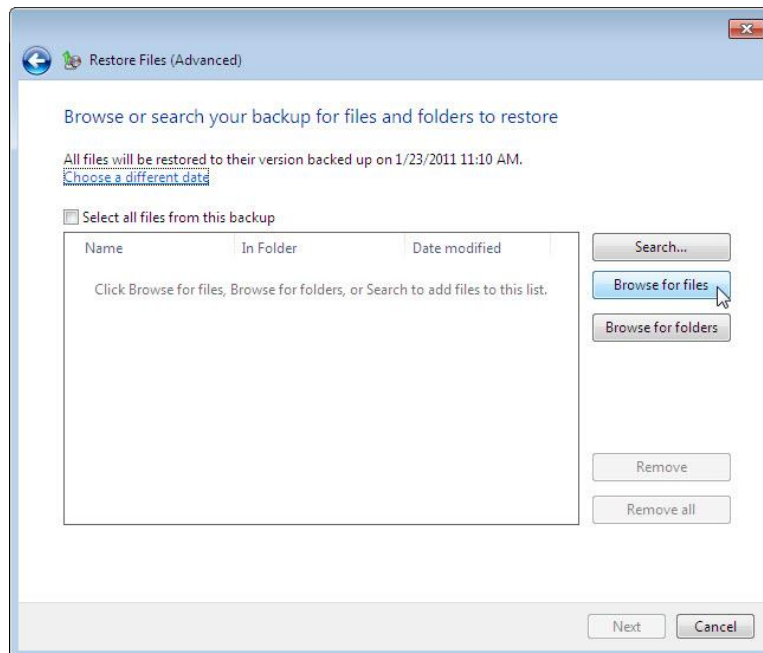 Restore Files (Advanced)
Browse or search your backup for files and folders to restore
All files will be restored to their version backed up on 1/23/2011 11:10 AM.
Choose a different date
Select all files from this backup
Name In Folder Date modified
Click Browse for files, Browse for folders, or Search to add files to this list.
Search...
Browse for files
Browse for folders
Remove
Remove all
Next Cancel